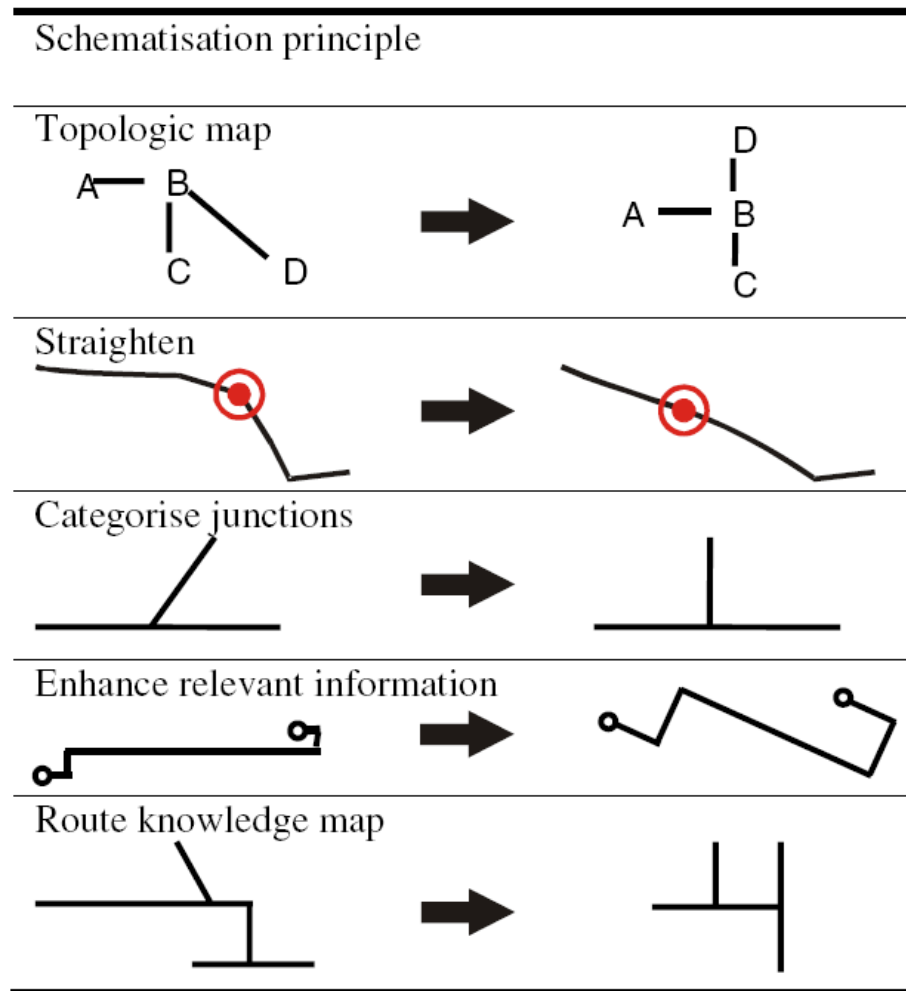 Schematisation principle
Topologic map
A B
C D
D
A B
C
Straighten
Categorise junctions
Enhance relevant information
Route knowledge map